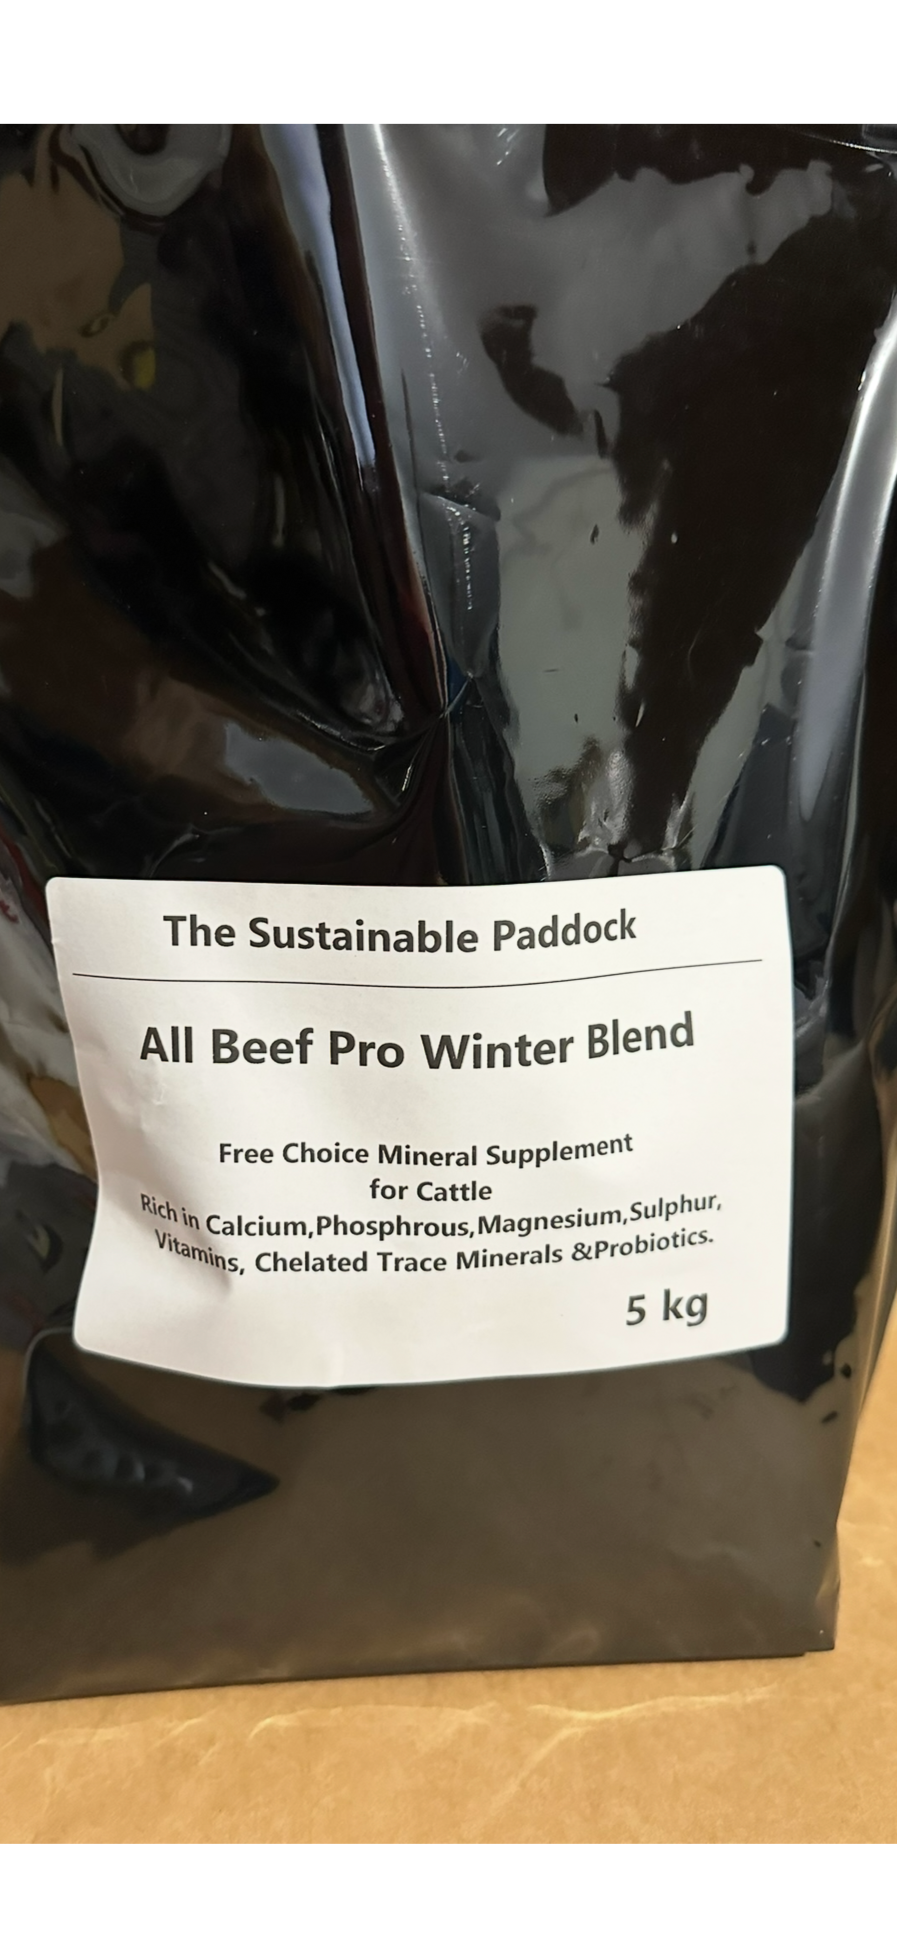 The Sustainable Paddock
All Beef Pro Winter Blend
Free Choice Mineral Supplement
for Cattle
Rich in Calcium,Phosphrous,Magnesium,Sulphur,
Vitamins, Chelated Trace Minerals &Probiotics.
5 kg